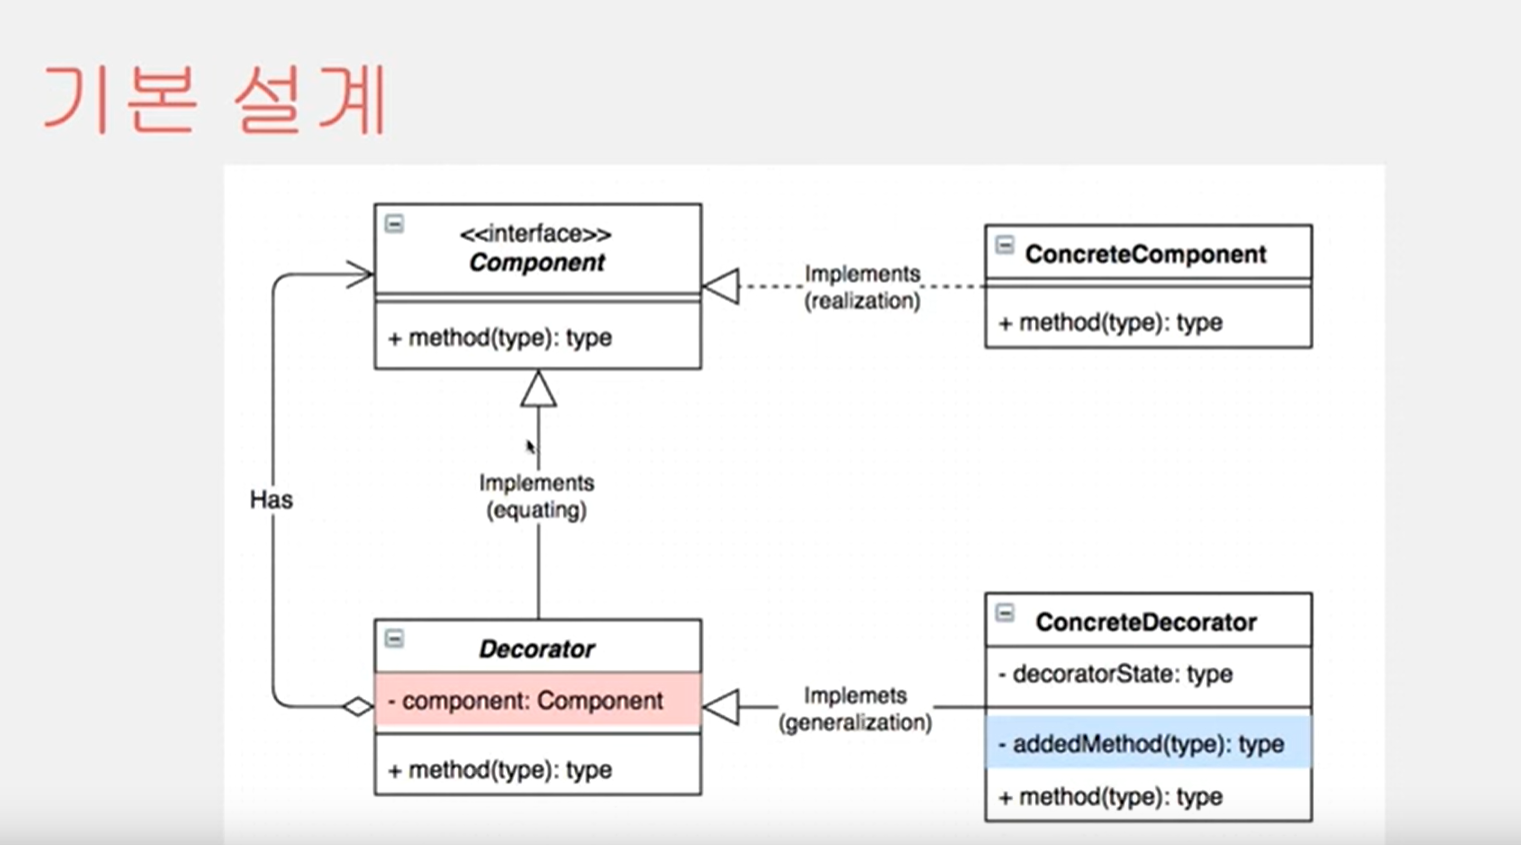 기본 설계
<<interface>>
Component
+ method(type): type
Implements
(realization)
ConcreteComponent
+ method(type): type
Has
Implements
(equating)
Decorator
- component: Component
+ method(type): type
Implemets
(generalization)
ConcreteDecorator
- decoratorState: type
- addedMethod(type): type
+ method(type): type